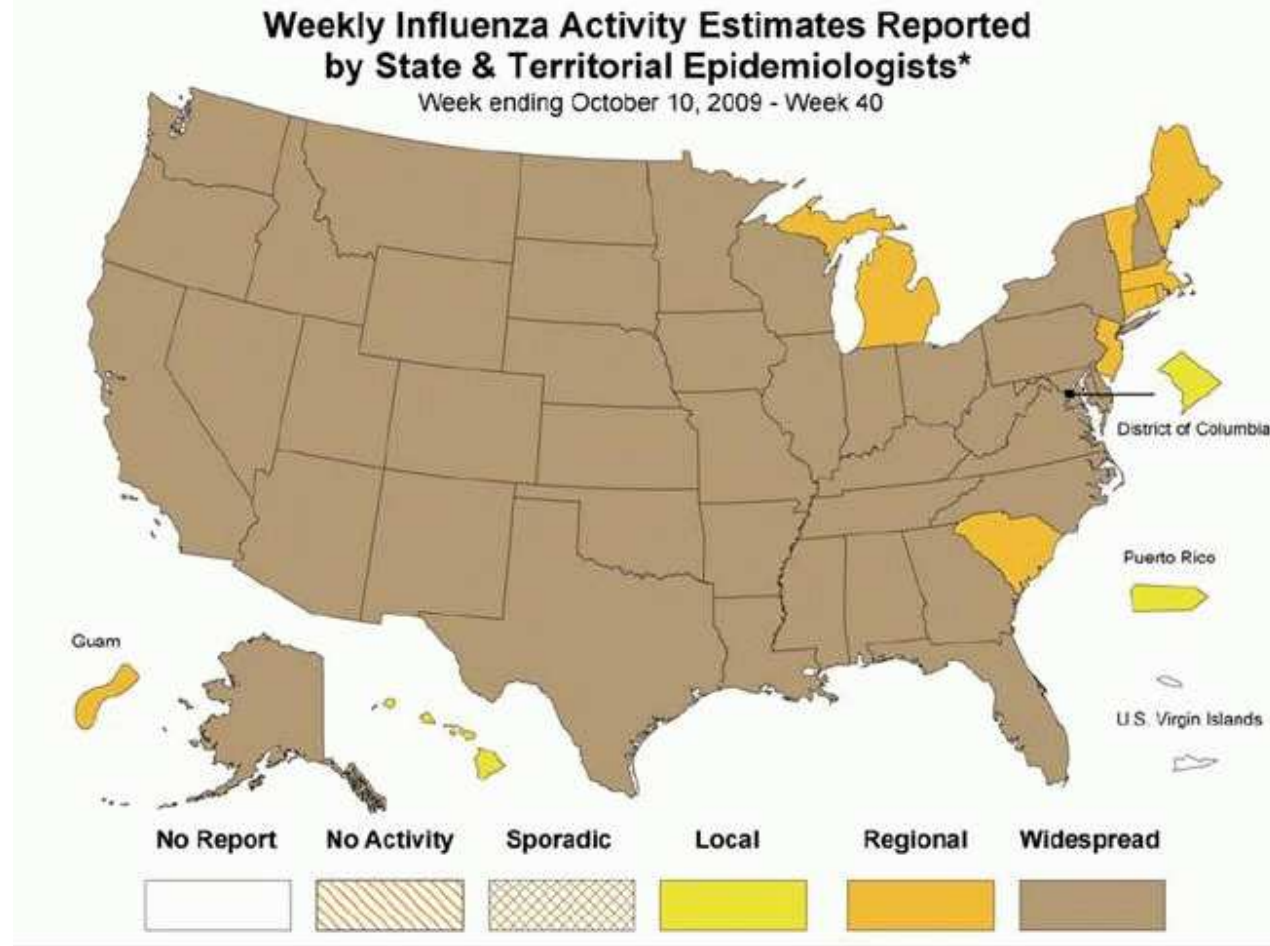 Weekly Influenza Activity Estimates Reported
by State & Territorial Epidemiologists*
Week ending October 10, 2009 - Week 40
District of Columbia
Puerto Rico
Guam
U.S. Virgin Islands
No Report No Activity Sporadic Local Regional Widespread